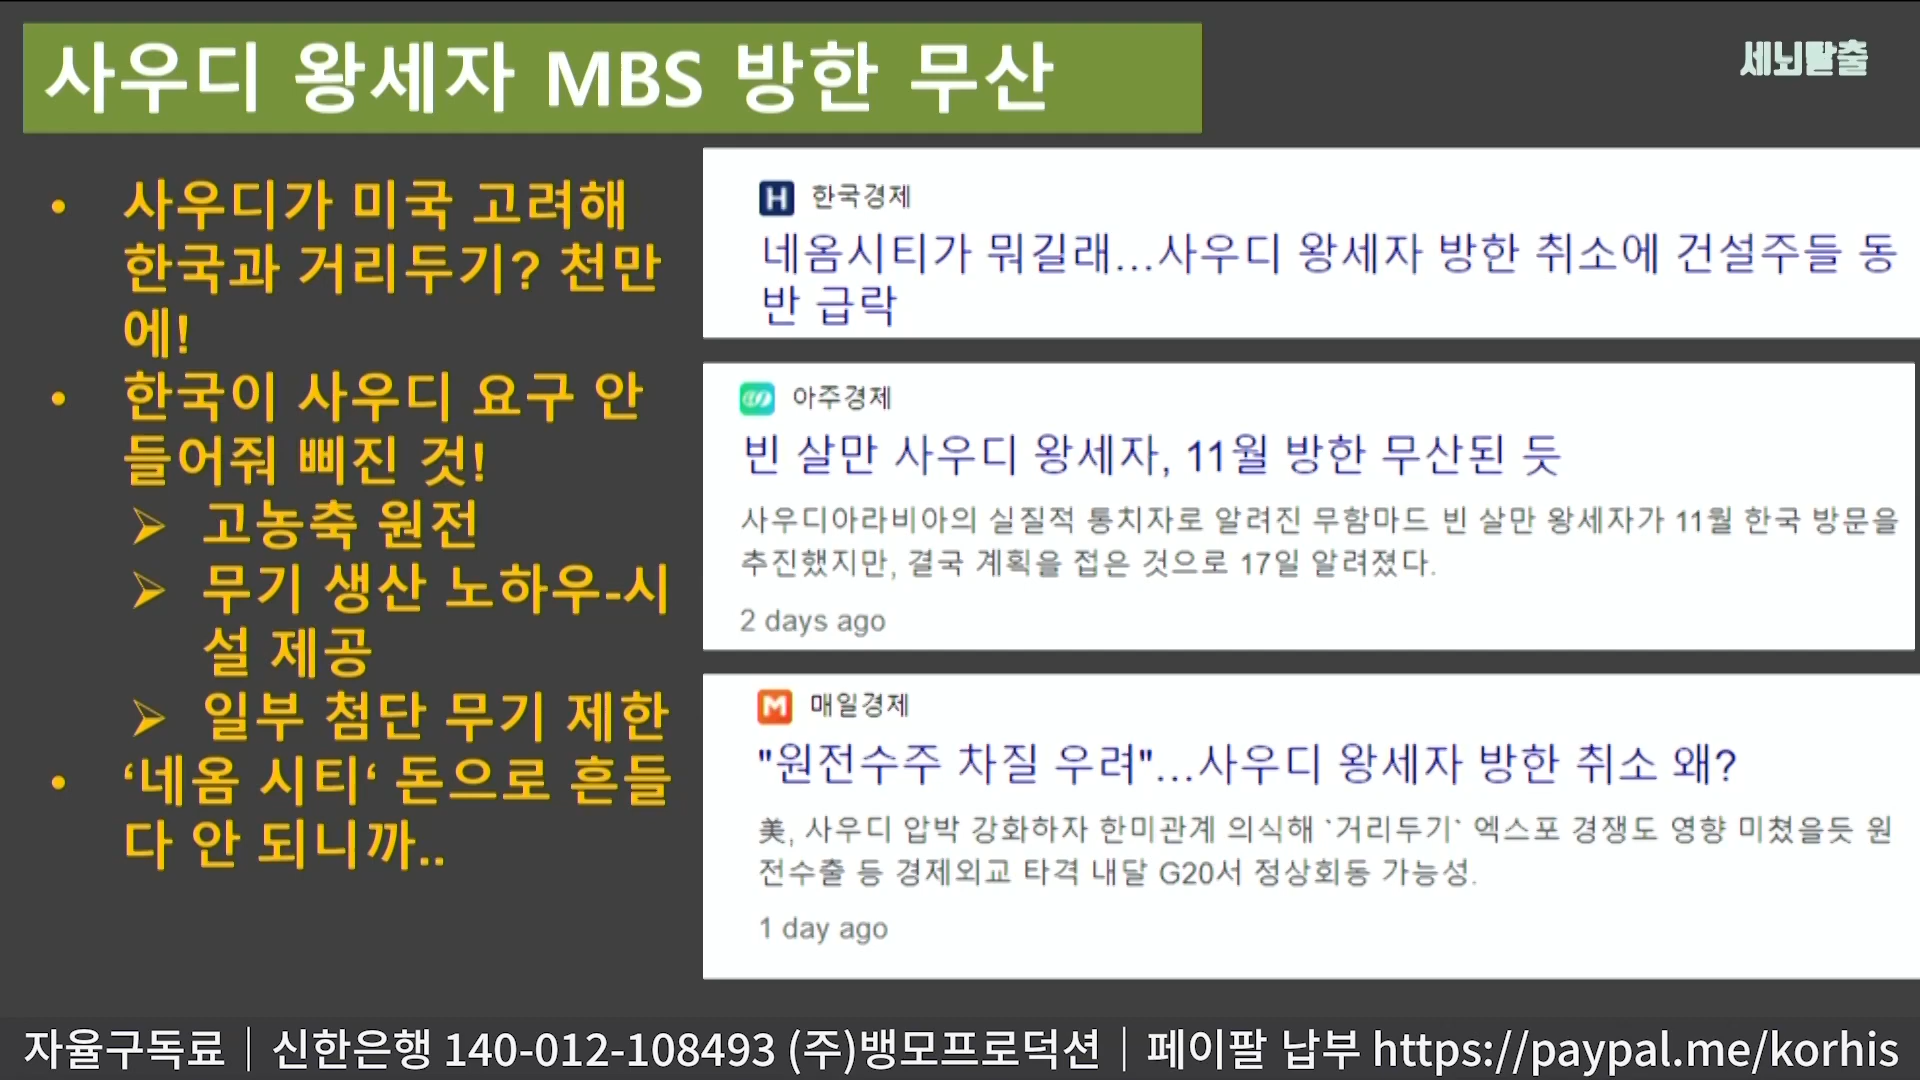 사우디 왕세자 MBS 방한 무산
세뇌탈출
• 사우디가 미국 고려해
한국과 거리두기? 천만
에!
• 한국이 사우디 요구 안
들어줘 삐진 것!
➢ 고농축 원전
➢ 무기 생산 노하우-시
설 제공
➢ 일부 첨단 무기 제한
• ‘네옴 시티‘ 돈으로 흔들
다 안 되니까..
H 한국경제
네옴시티가 뭐길래...사우디 왕세자 방한 취소에 건설주들 동
반 급락
아주경제
빈 살만 사우디 왕세자, 11월 방한 무산된 듯
사우디아라비아의 실질적 통치자로 알려진 무함마드 빈 살만 왕세자가 11월 한국 방문을
추진했지만, 결국 계획을 접은 것으로 17일 알려졌다.
2 days ago
M 매일경제
"원전수주 차질 우려"...사우디 왕세자 방한 취소 왜?
美, 사우디 압박 강화하자 한미관계 의식해 `거리두기` 엑스포 경쟁도 영향 미쳤을듯 원
전수출 등 경제외교 타격 내달 G20서 정상회동 가능성.
1 day ago
자율구독료｜신한은행 140-012-108493 (주)뱅모프로덕션｜페이팔 납부 https://paypal.me/korhis